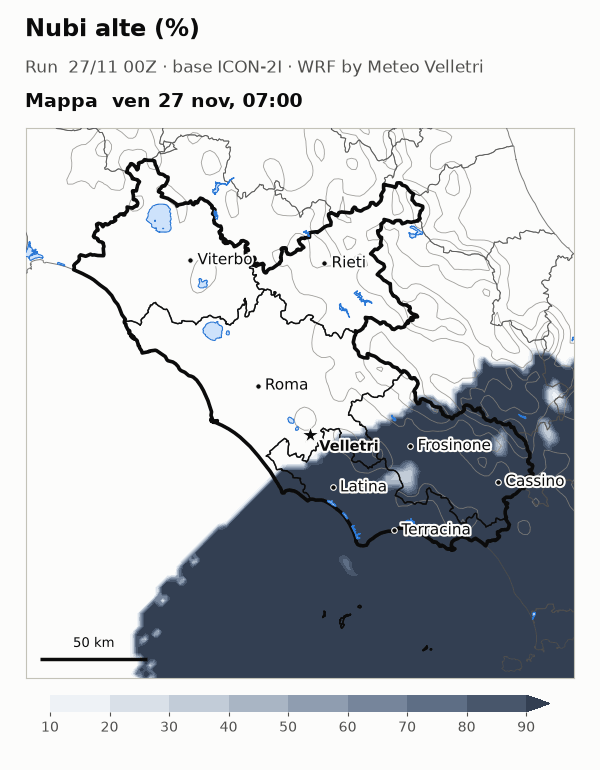 Nubi alte (%)
Run  27/11 00Z · base ICON-2I · WRF by Meteo Velletri
Mappa  ven 27 nov, 07:00
Viterbo
Rieti
Roma
Velletri
Frosinone
Cassino
Latina
Terracina
50 km
10 20 30 40 50 60 70 80 90